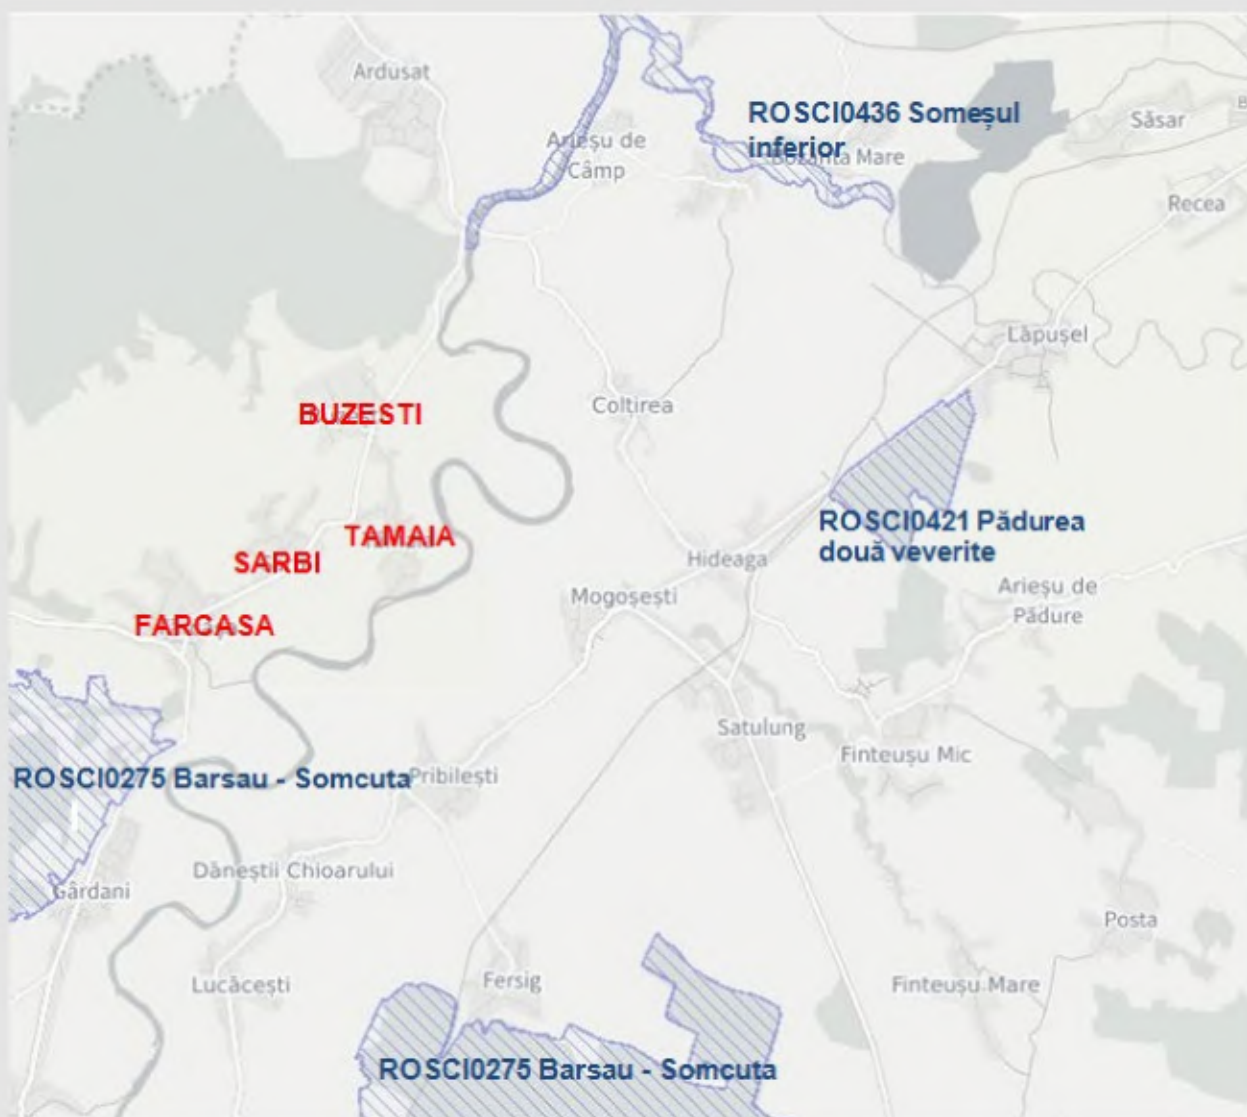 Ardusat
ROSCI0436 Someșul
inferior
Săsar
Arieșu de
Câmp
Mare
Recea
Lăpușel
Coltirea
BUZESTI
ROSCI0421 Pădurea
două veverite
TAMAIA
SARBI
Hideaga
Arieșu de
Pădure
Mogoșești
FARCASA
Satulung
Finteușu Mic
ROSCI0275 Barsau - Somcuta
Pribilești
Dăneștii Chioarului
Gârdani
Posta
Lucăcești
Fersig
Finteușu Mare
ROSCI0275 Barsau - Somcuta